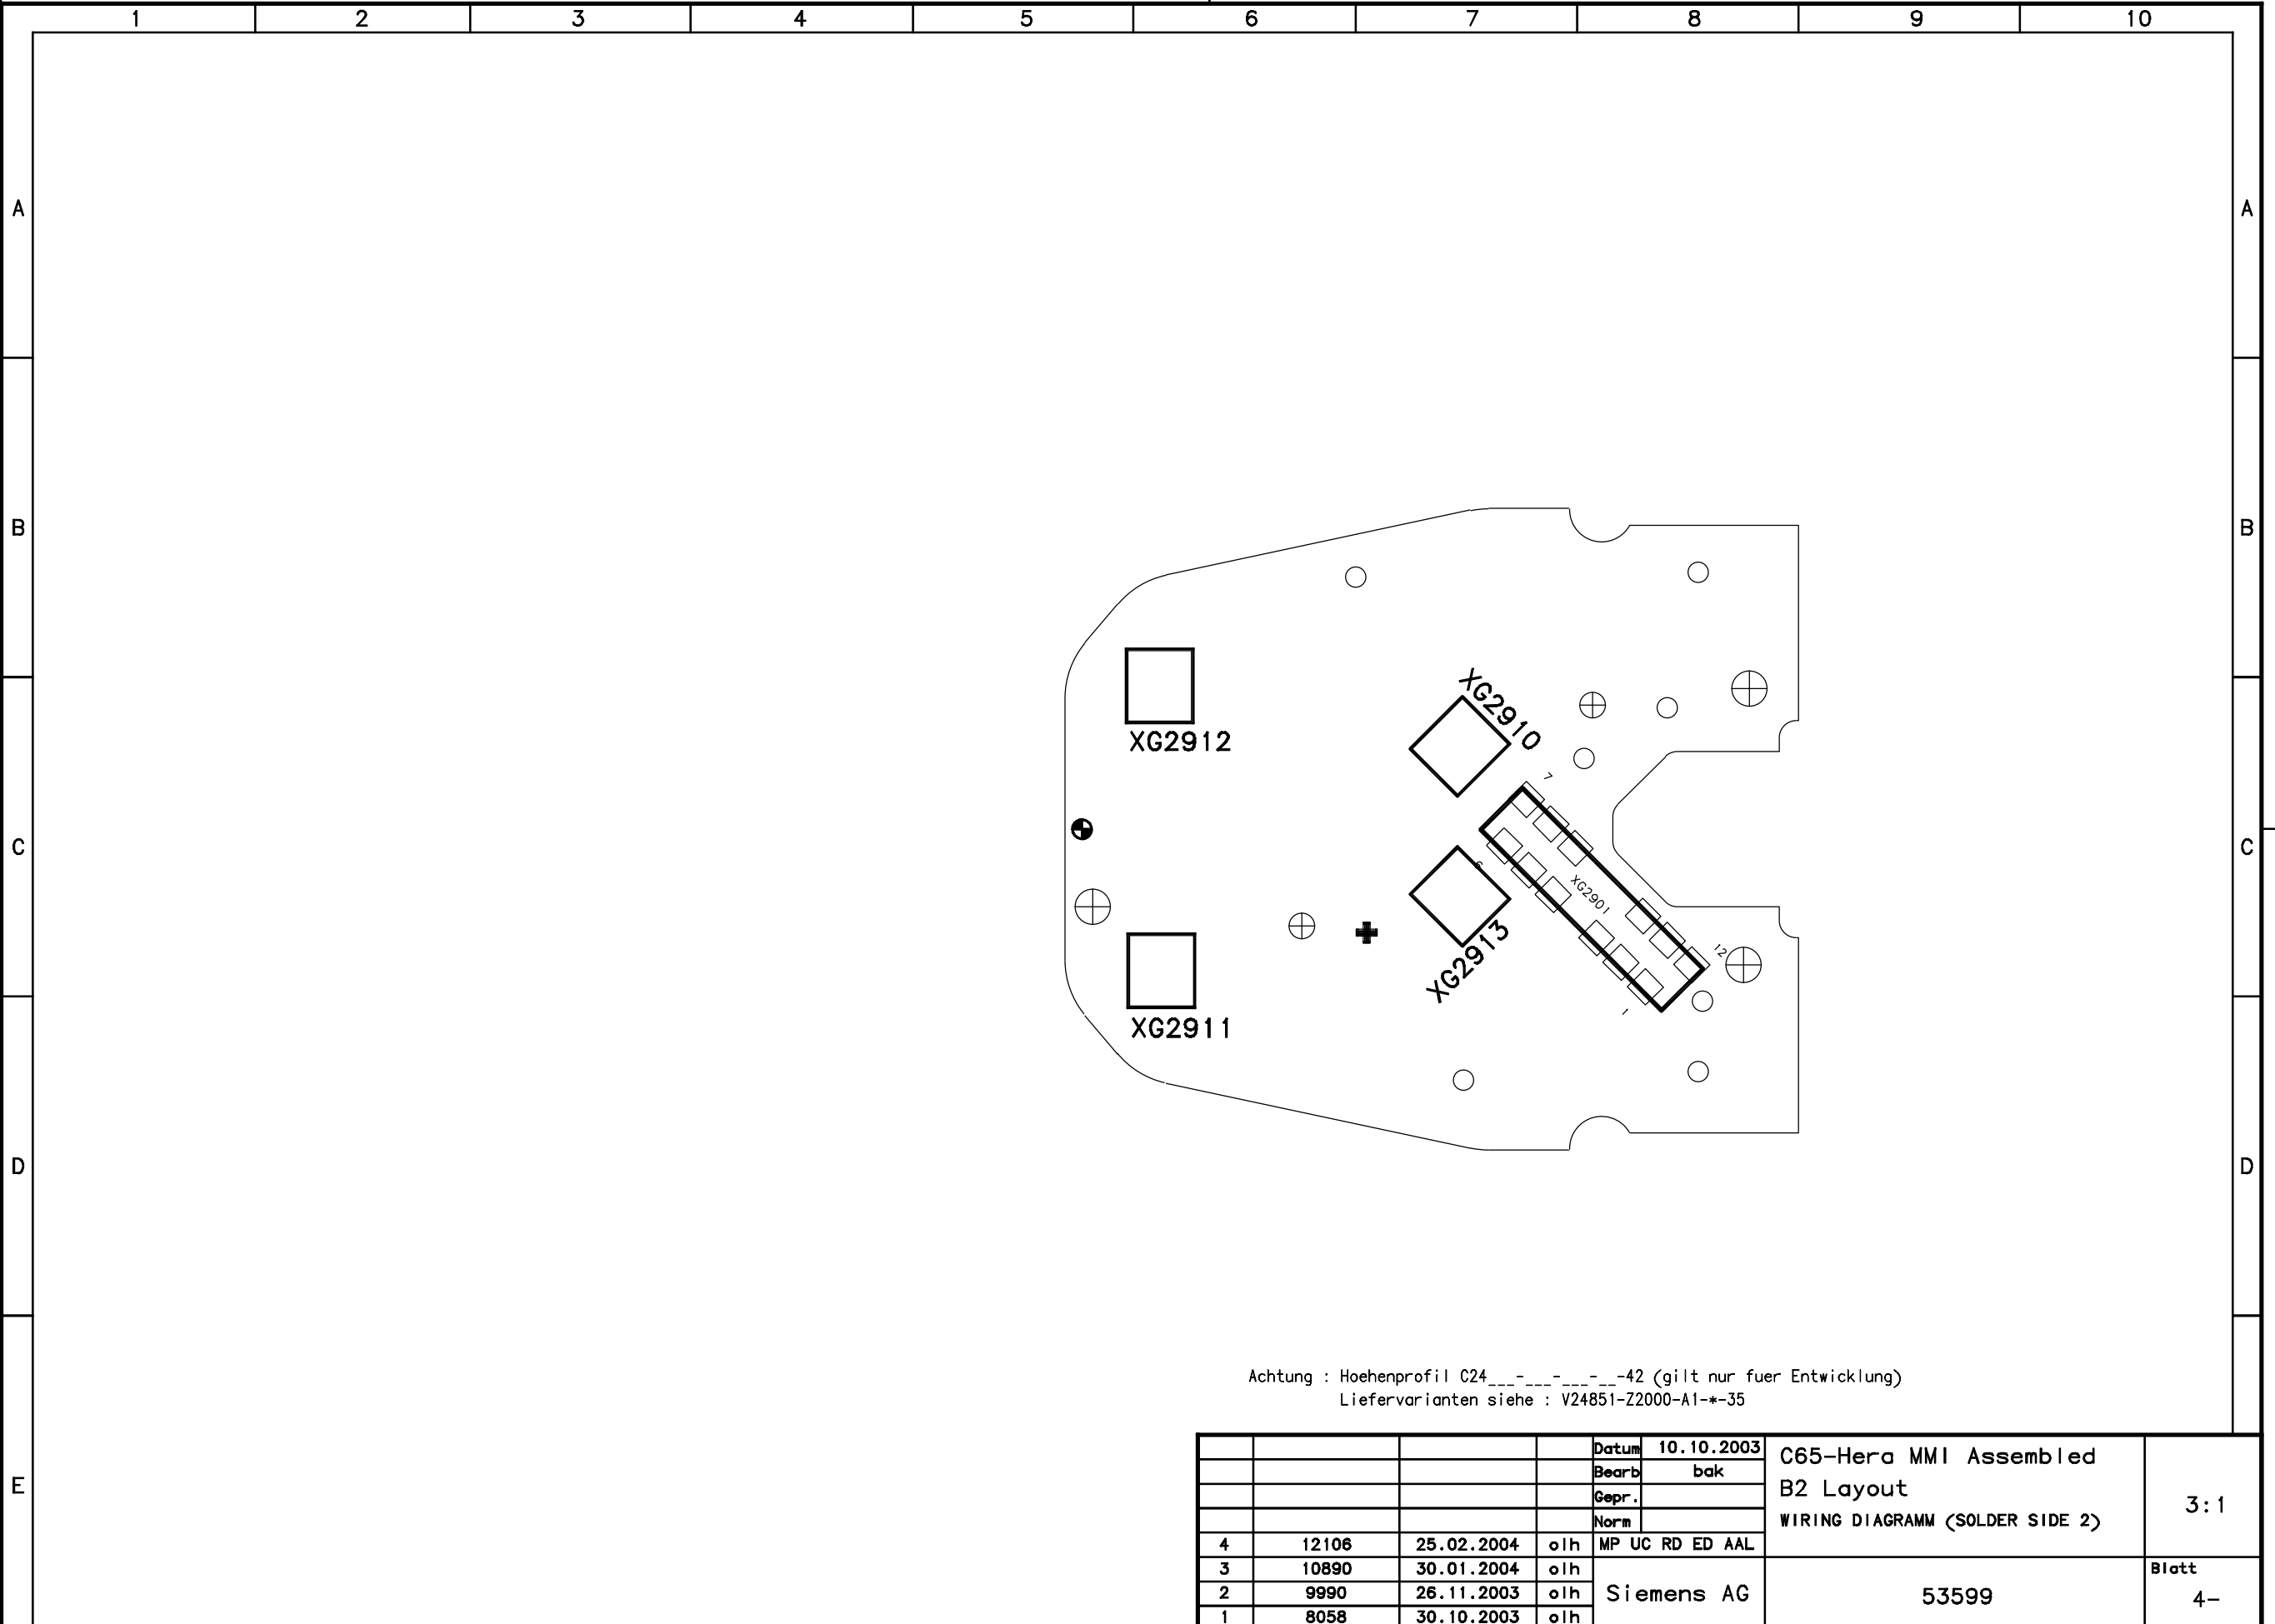 1 2 3 4 5 6 7 8 9 10
A A
B B
XG2910
XG2912
7
C C
6
XG2901
XG2913
12
1
XG2911
D D
Achtung : Hoehenprofil C24___-___-___-__-42 (gilt nur fuer Entwicklung)
Liefervarianten siehe : V24851-Z2000-A1-*-35
E
Datum 10.10.2003
Bearb bak
Gepr.
Norm
C65-Hera MMI Assembled
B2 Layout
WIRING DIAGRAMM (SOLDER SIDE 2)
3:1
4 12106 25.02.2004 olh MP UC RD ED AAL
3 10890 30.01.2004 olh
2 9990 26.11.2003 olh
1 8058 30.10.2003 olh
Siemens AG
53599
Blatt
4-